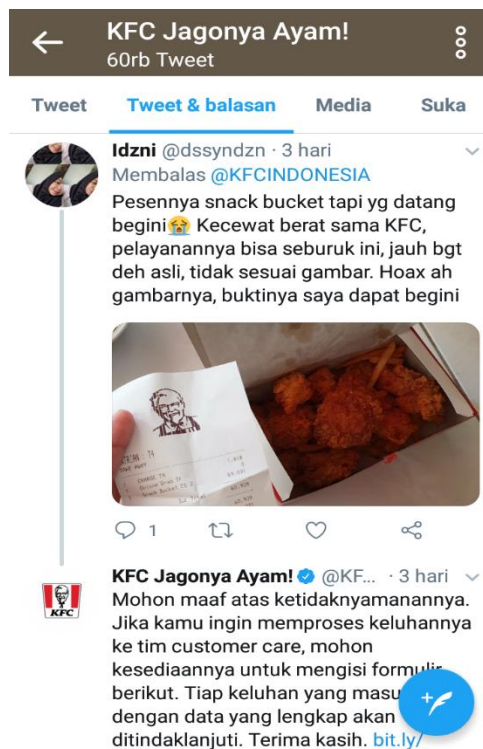 KFC Jagonya Ayam!
60rb Tweet
Tweet Tweet & balasan Media Suka
Idzni @dssyndzn · 3 hari
Membalas @KFCINDONESIA
Pesennya snack bucket tapi yg datang
begini😭 Kecewat berat sama KFC,
pelayanannya bisa seburuk ini, jauh bgt
deh asli, tidak sesuai gambar. Hoax ah
gambarnya, buktinya saya dapat begini
1
KFC Jagonya Ayam! @KF... · 3 hari
KFC
Mohon maaf atas ketidaknyamanannya.
Jika kamu ingin memproses keluhannya
ke tim customer care, mohon
kesediaannya untuk mengisi formulir
berikut. Tiap keluhan yang masu
dengan data yang lengkap akan
ditindaklanjuti. Terima kasih. bit.ly/